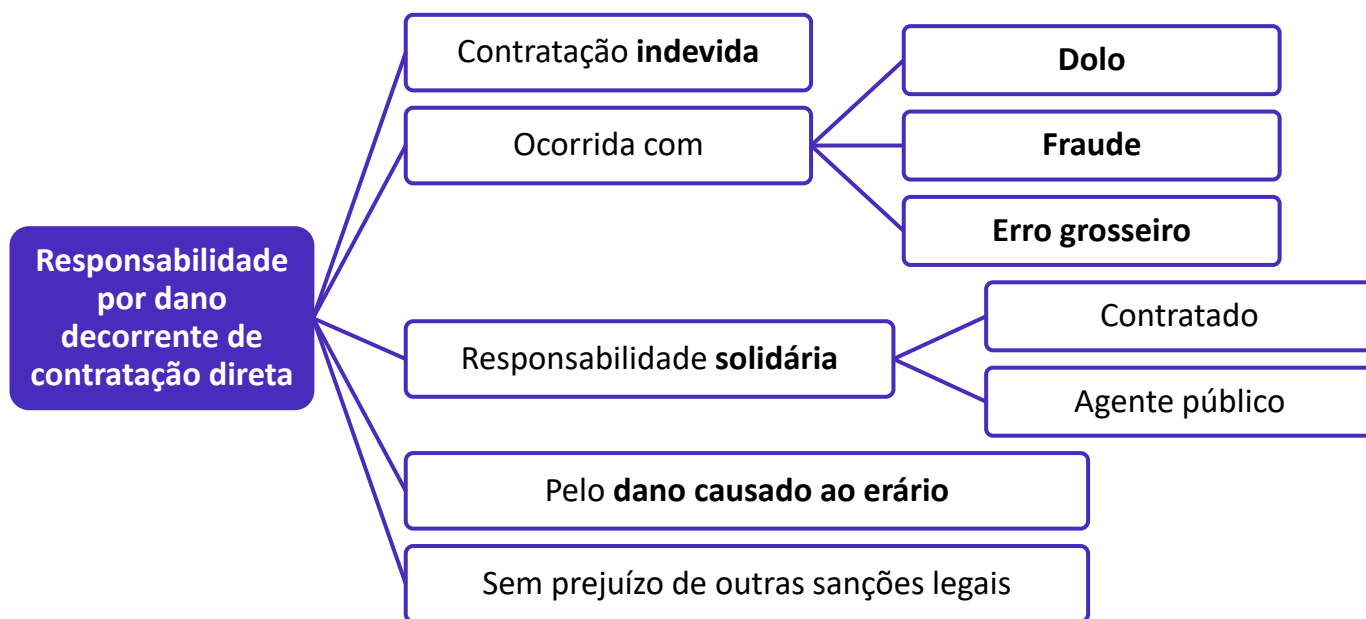 Responsabilidade
por dano
decorrente de
contratação direta
Contratação indevida
Ocorrida com
Dolo
Fraude
Erro grosseiro
Responsabilidade solidária
Contratado
Agente público
Pelo dano causado ao erário
Sem prejuízo de outras sanções legais